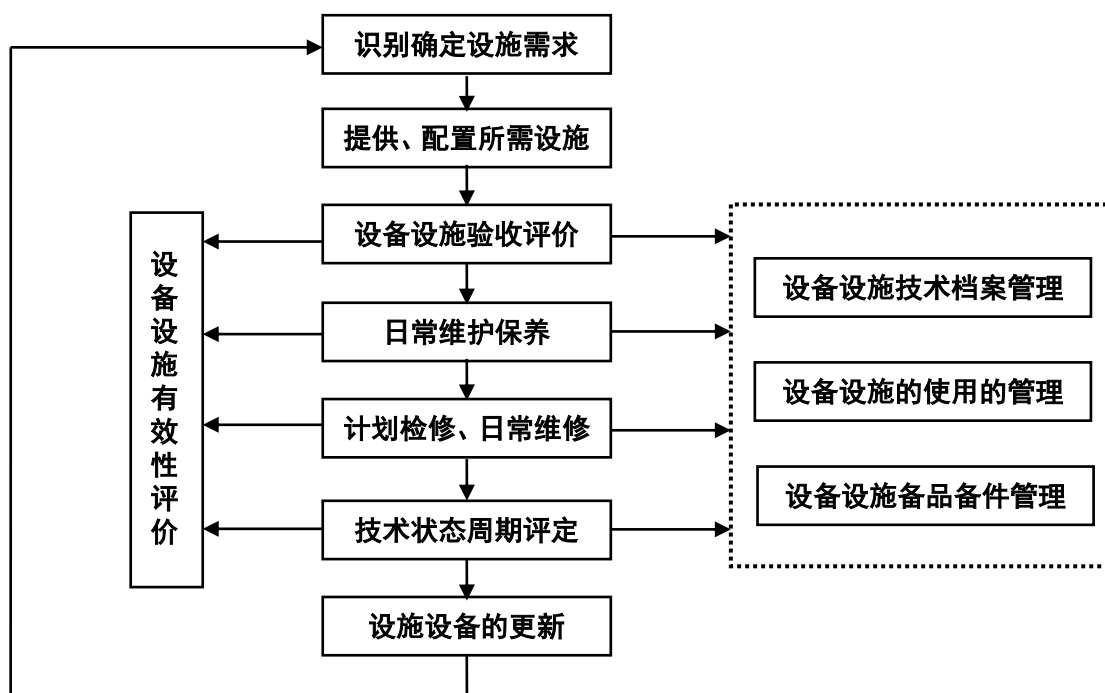 识别确定设施需求
提供、配置所需设施
设备设施验收评价
日常维护保养
计划检修、日常维修
技术状态周期评定
设施设备的更新
设备设施有效性评价
设备设施技术档案管理
设备设施的使用的管理
设备设施备品备件管理